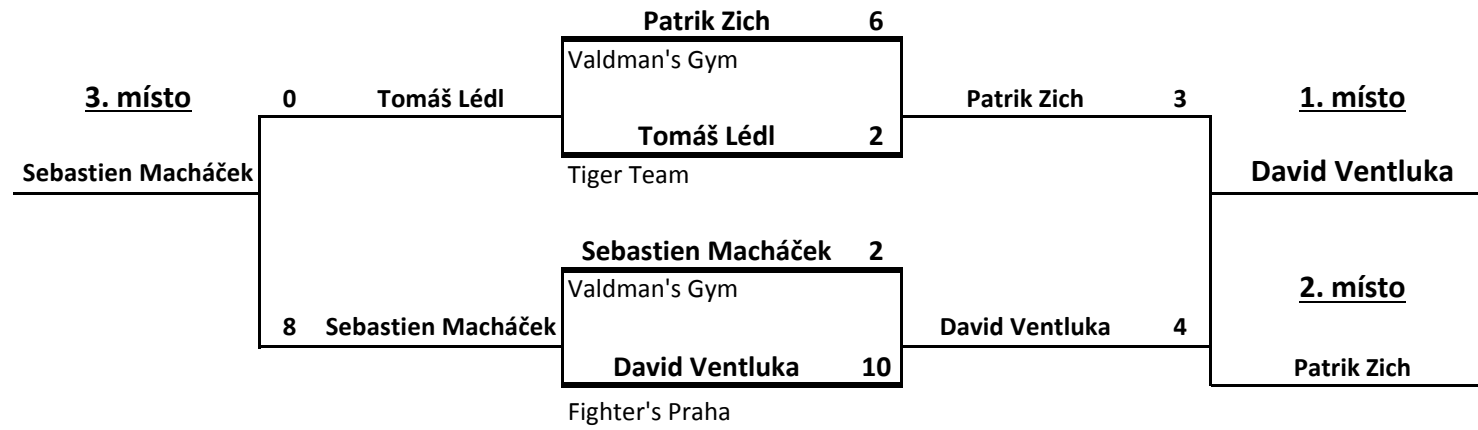 Patrik Zich 6
Valdman's Gym
3. místo 0 Tomáš Lédl Patrik Zich 3 1. místo
Tomáš Lédl 2
Sebastien Macháček Tiger Team David Ventluka
Sebastien Macháček 2
Valdman's Gym 2. místo
8 Sebastien Macháček David Ventluka 4
David Ventluka 10 Patrik Zich
Fighter's Praha